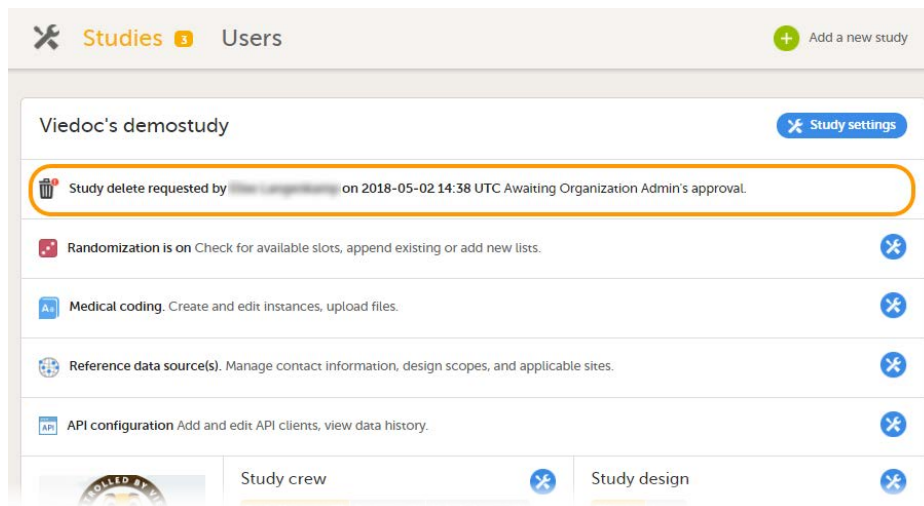 Studies 3 Users
Add a new study
Viedoc's demostudy
Study settings
Study delete requested by on 2018-05-02 14:38 UTC Awaiting Organization Admin's approval.
Randomization is on Check for available slots, append existing or add new lists.
Aa Medical coding. Create and edit instances, upload files.
Reference data source(s). Manage contact information, design scopes, and applicable sites.
API API configuration Add and edit API clients, view data history.
Study crew
Study design